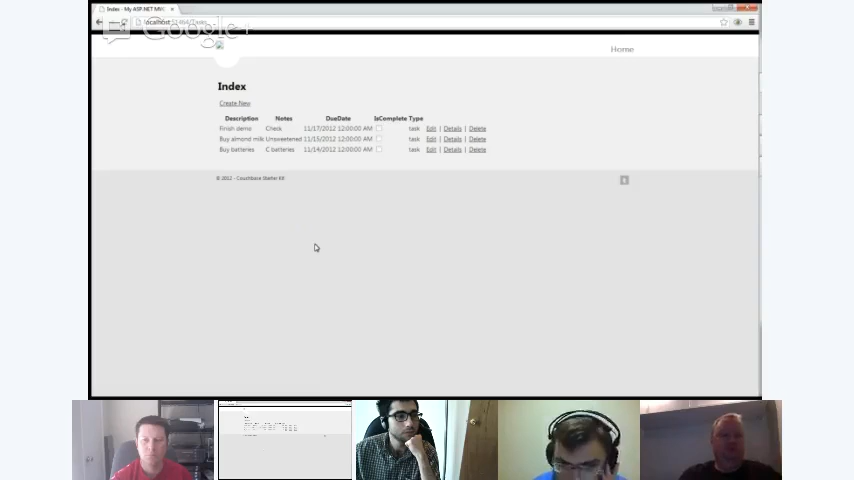 Index - My ASP.NET MVC
localhost:
Google+
Home
Index
Create New
Description Notes DueDate IsComplete Type
Finish demo Check 11/17/2012 12:00:00 AM task Edit | Details | Delete
Buy almond milk Unsweetened 11/15/2012 12:00:00 AM task Edit | Details | Delete
Buy batteries C batteries 11/14/2012 12:00:00 AM task Edit | Details | Delete
© 2012 - Couchbase Starter Kit